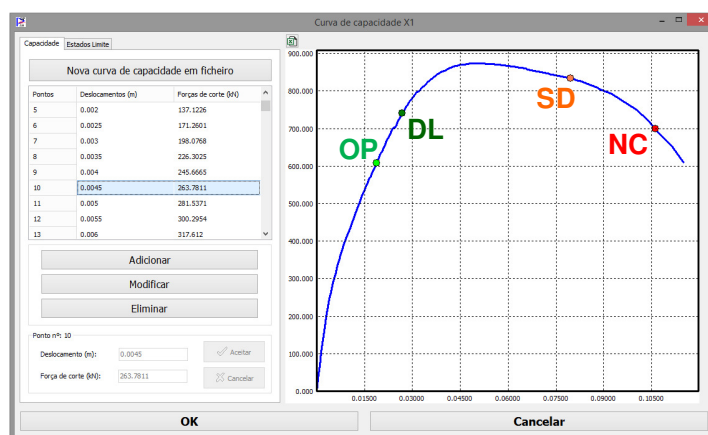 Curva de capacidade X1
Capacidade Estados Limite
Nova curva de capacidade em ficheiro
Pontos Deslocamentos (m) Forças de corte (kN)
5 0.002 137.1226
6 0.0025 171.2601
7 0.003 198.0768
8 0.0035 226.3025
9 0.004 245.6665
10 0.0045 263.7811
11 0.005 281.5371
12 0.0055 300.2954
13 0.006 317.612
Adicionar
Modificar
Eliminar
Ponto nº: 10
Deslocamento (m): 0.0045 Aceitar
Força de corte (kN): 263.7811 Cancelar
900.000
800.000
700.000
600.000
500.000
400.000
300.000
200.000
100.000
0.000
0.01500 0.03000 0.04500 0.06000 0.07500 0.09000 0.10500
OP
DL
SD
NC
OK Cancelar